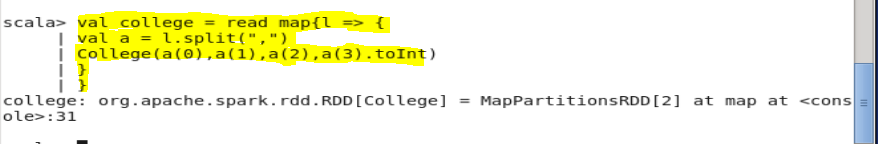 scala> val college = read map{l => {
| val a = l.split(",")
| College(a(0),a(1),a(2),a(3).toInt)
| }
| }
college: org.apache.spark.rdd.RDD[College] = MapPartitionsRDD[2] at map at <cons
ole>:31